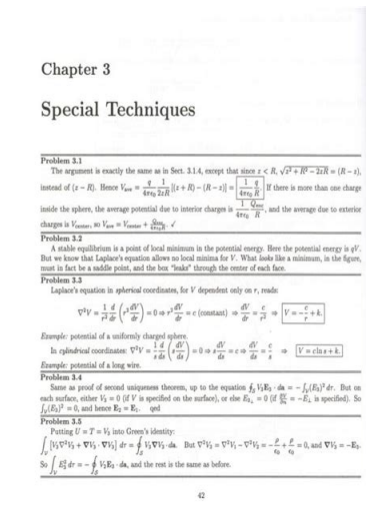 Chapter 3
Special Techniques
Problem 3.1
The argument is exactly the same as in Sect. 3.1.4, except that since z < R, √(z² + R² − 2zR) = (R − z),
instead of (z − R). Hence V_ave = q/(4πε₀) 1/(2zR) [(z + R) − (R − z)] = 1/(4πε₀) q/R. If there is more than one charge
inside the sphere, the average potential due to interior charges is 1/(4πε₀) Q_enc/R, and the average due to exterior
charges is V_center, so V_ave = V_center + Q_enc/(4πε₀R). ✓
Problem 3.2
A stable equilibrium is a point of local minimum in the potential energy. Here the potential energy is qV.
But we know that Laplace's equation allows no local minima for V. What looks like a minimum, in the figure,
must in fact be a saddle point, and the box "leaks" through the center of each face.
Problem 3.3
Laplace's equation in spherical coordinates, for V dependent only on r, reads:
∇²V = 1/r² d/dr (r² dV/dr) = 0 ⇒ r² dV/dr = c (constant) ⇒ dV/dr = c/r² ⇒ V = −c/r + k.
Example: potential of a uniformly charged sphere.
In cylindrical coordinates: ∇²V = 1/s d/ds (s dV/ds) = 0 ⇒ s dV/ds = c ⇒ dV/ds = c/s ⇒ V = c ln s + k.
Example: potential of a long wire.
Problem 3.4
Same as proof of second uniqueness theorem, up to the equation ∮_S V₃E₃ · da = −∫_V (E₃)² dτ. But on
each surface, either V₃ = 0 (if V is specified on the surface), or else E₃⊥ = 0 (if ∂V/∂n = −E⊥ is specified). So
∫_V (E₃)² = 0, and hence E₂ = E₁. qed
Problem 3.5
Putting U = T = V₃ into Green's identity:
∫_V [V₃∇²V₃ + ∇V₃ · ∇V₃] dτ = ∮_S V₃∇V₃ · da. But ∇²V₃ = ∇²V₁ − ∇²V₂ = −ρ/ε₀ + ρ/ε₀ = 0, and ∇V₃ = −E₃.
So ∫_V E₃² dτ = −∮_S V₃E₃ · da, and the rest is the same as before.
42